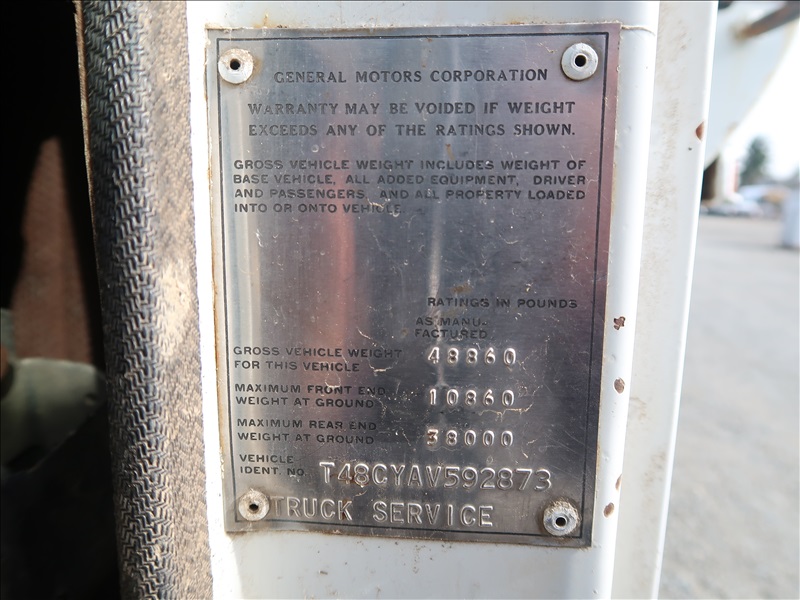 GENERAL MOTORS CORPORATION
WARRANTY MAY BE VOIDED IF WEIGHT
EXCEEDS ANY OF THE RATINGS SHOWN.
GROSS VEHICLE WEIGHT INCLUDES WEIGHT OF
BASE VEHICLE, ALL ADDED EQUIPMENT, DRIVER
AND PASSENGERS, AND ALL PROPERTY LOADED
INTO OR ONTO VEHICLE.
RATINGS IN POUNDS
AS MANU-
FACTURED
GROSS VEHICLE WEIGHT
FOR THIS VEHICLE 48860
MAXIMUM FRONT END
WEIGHT AT GROUND 10860
MAXIMUM REAR END
WEIGHT AT GROUND 38000
VEHICLE
IDENT. NO. T48CYAV592873
TRUCK SERVICE